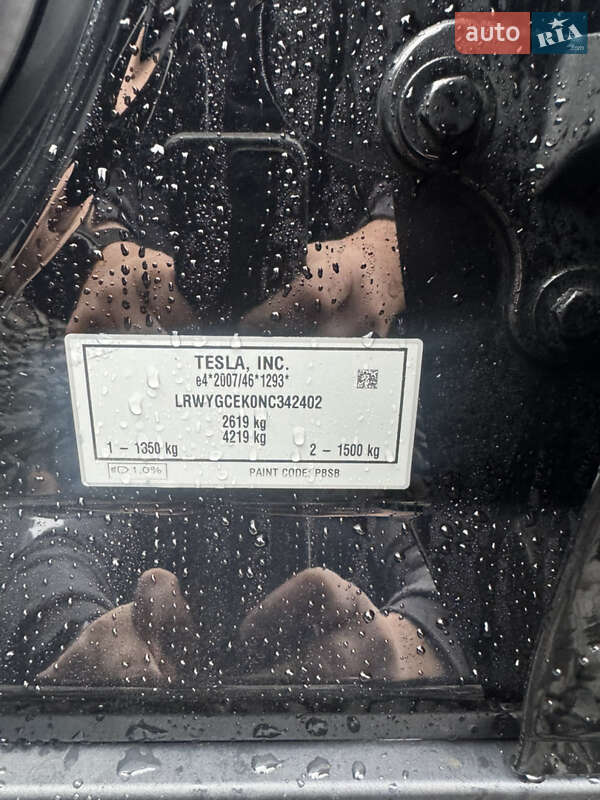 auto RIA .com
TESLA, INC.
e4*2007/46*1293*
LRWYGCEK0NC342402
2619 kg
4219 kg
1 – 1350 kg 2 – 1500 kg
1,0% PAINT CODE: PBSB